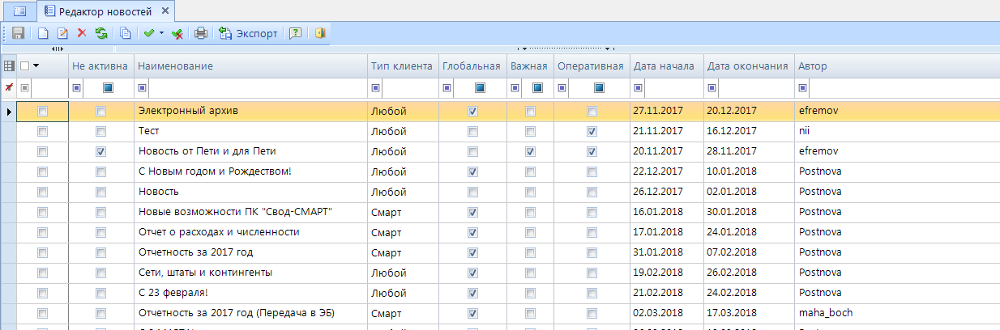 Редактор новостей
Экспорт
Не активна Наименование Тип клиента Глобальная Важная Оперативная Дата начала Дата окончания Автор
Электронный архив Любой 27.11.2017 20.12.2017 efremov
Тест Любой 21.11.2017 16.12.2017 nii
Новость от Пети и для Пети Любой 20.11.2017 28.11.2017 efremov
С Новым годом и Рождеством! Любой 22.12.2017 10.01.2018 Postnova
Новость Любой 26.12.2017 02.01.2018 Postnova
Новые возможности ПК "Свод-СМАРТ" Смарт 16.01.2018 30.01.2018 Postnova
Отчет о расходах и численности Смарт 17.01.2018 24.01.2018 Postnova
Отчетность за 2017 год Смарт 31.01.2018 07.02.2018 Postnova
Сети, штаты и контингенты Любой 19.02.2018 26.02.2018 Postnova
С 23 февраля! Любой 21.02.2018 24.02.2018 Postnova
Отчетность за 2017 год (Передача в ЭБ) Смарт 02.03.2018 17.03.2018 maha_boch